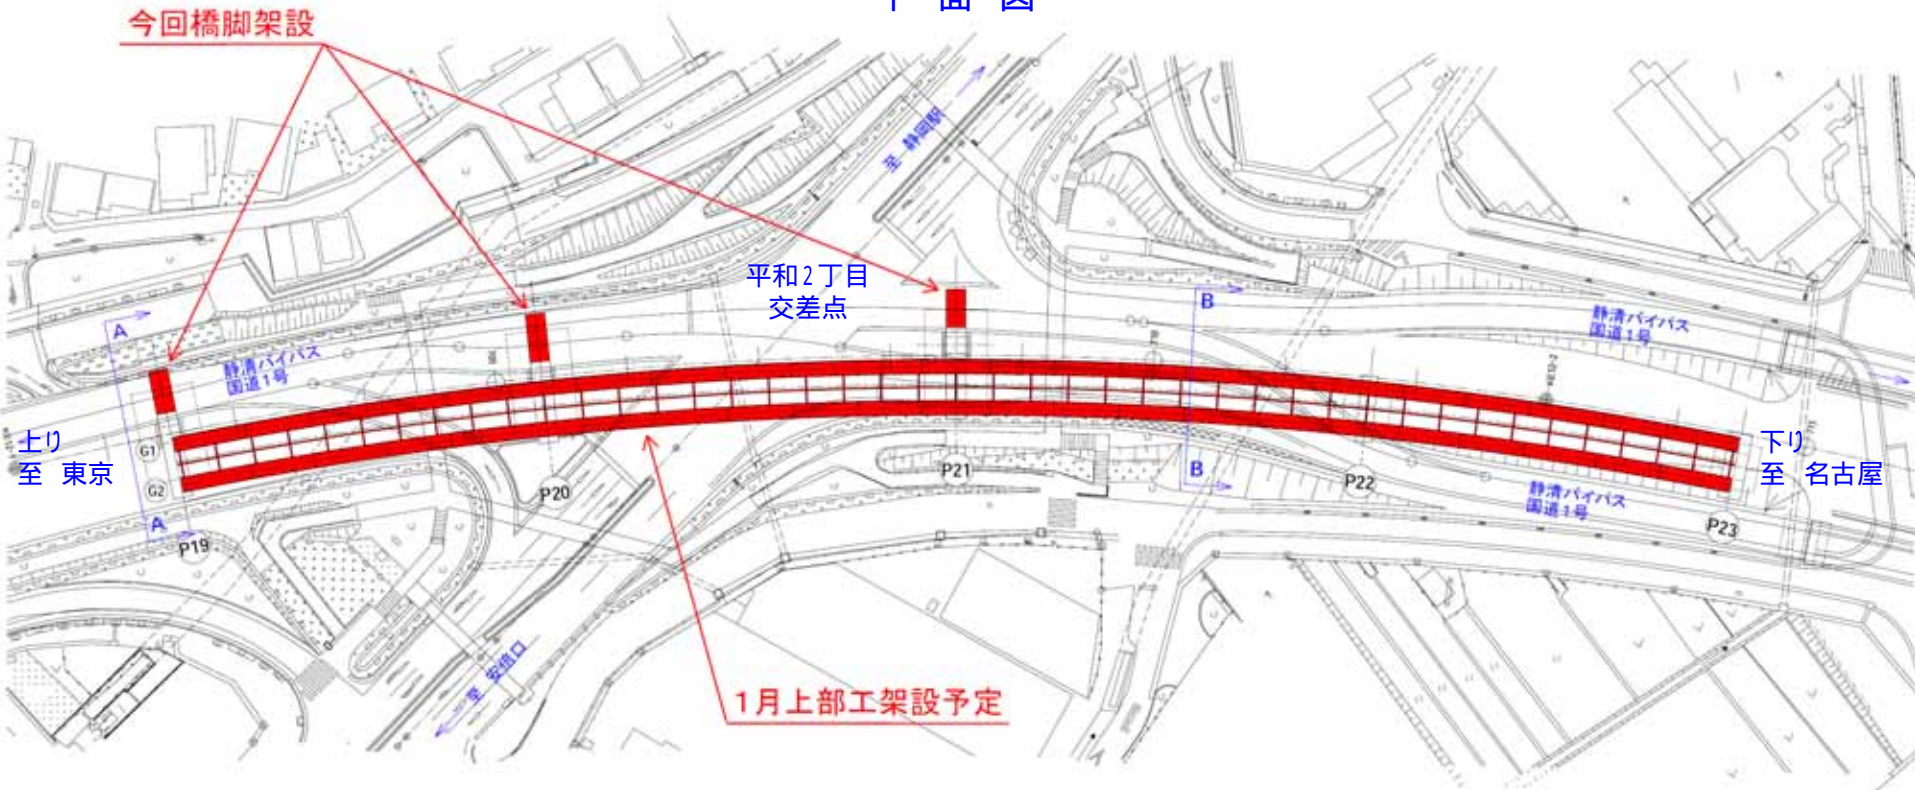 平 面 図
今回橋脚架設
至 静岡駅
平和2丁目
交差点
A
B
静清バイパス
国道1号
静清バイパス
国道1号
上り
至 東京
G1
G2
A
P19
P20
P21
B
P22
静清バイパス
国道1号
P23
下り
至 名古屋
至 安倍口
1月上部工架設予定